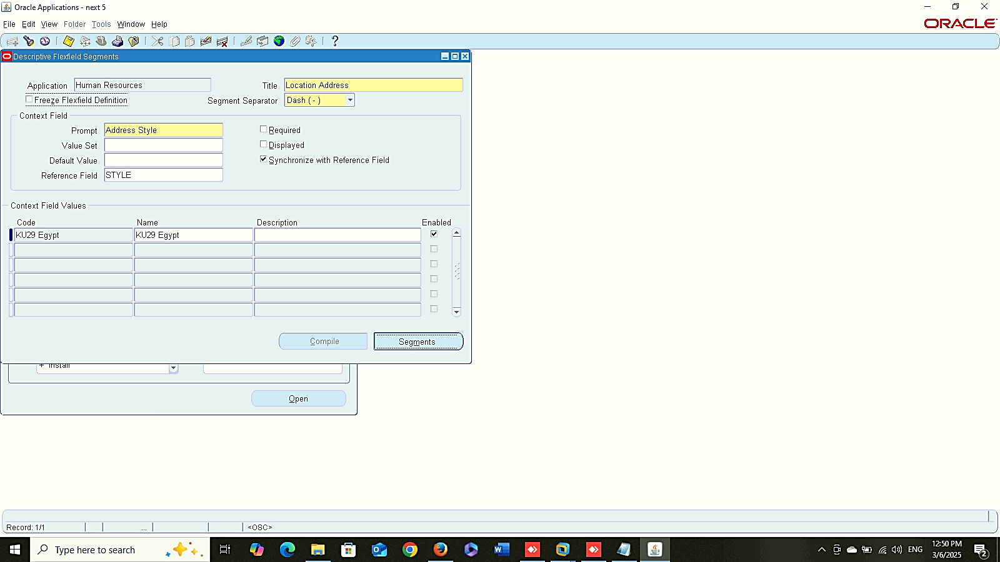 Oracle Applications - next 5
File Edit View Folder Tools Window Help
ORACLE
Descriptive Flexfield Segments
Application Human Resources Title Location Address
Freeze Flexfield Definition Segment Separator Dash ( - )
Context Field
Prompt Address Style Required
Value Set Displayed
Default Value Synchronize with Reference Field
Reference Field STYLE
Context Field Values
Code Name Description Enabled
KU29 Egypt KU29 Egypt
Compile Segments
+ Install
Open
Record: 1/1 ... <OSC>
Type here to search
ENG
12:50 PM
3/6/2025
2